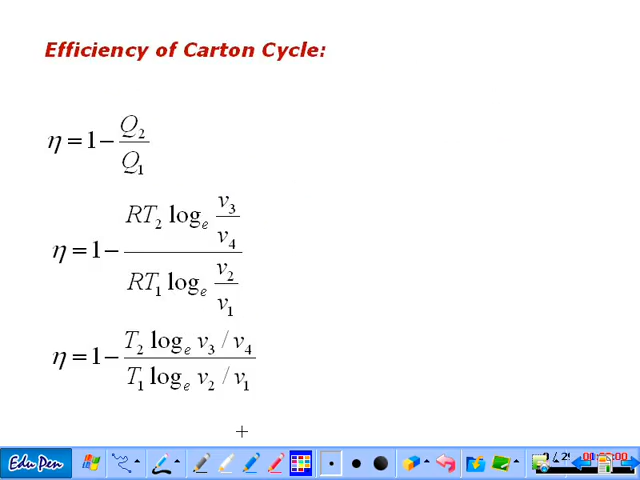 Efficiency of Carton Cycle:
η = 1 − Q₂ / Q₁
η = 1 − (RT₂ logₑ v₃/v₄) / (RT₁ logₑ v₂/v₁)
η = 1 − (T₂ logₑ v₃ / v₄) / (T₁ logₑ v₂ / v₁)
Edu Pen
/ 29